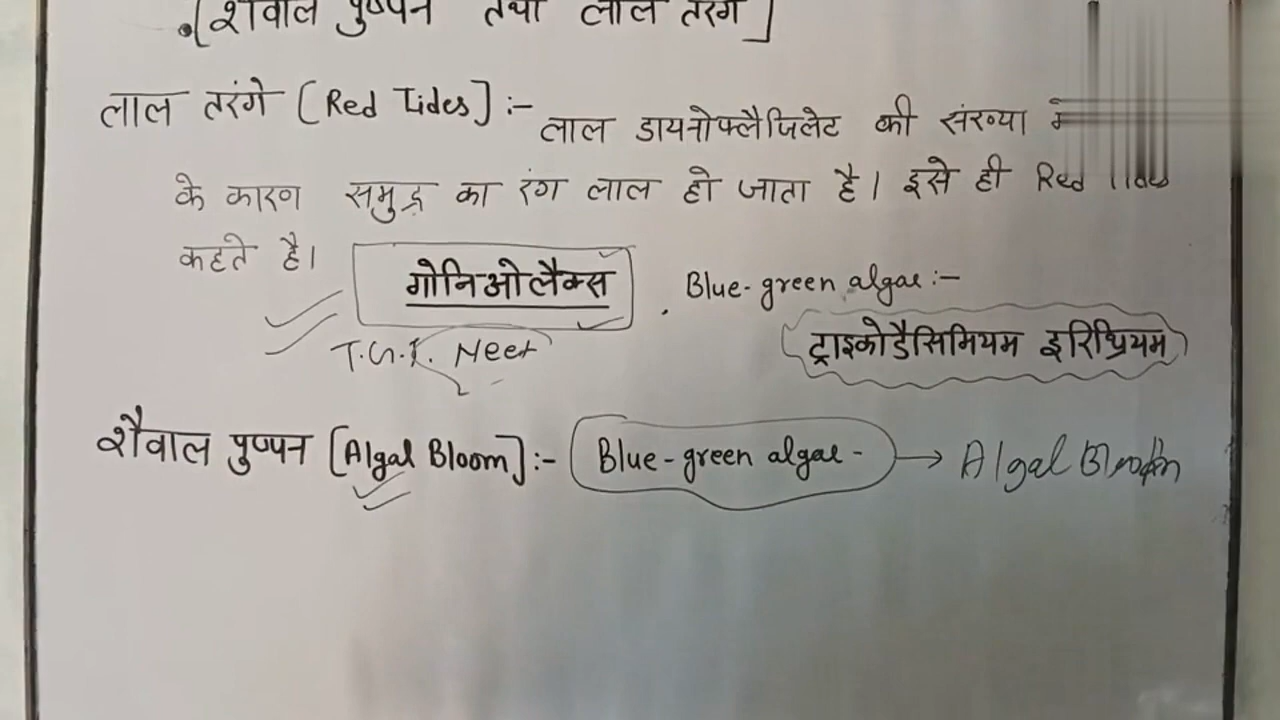 [शैवाल पुष्पन तथा लाल तरंगे]
लाल तरंगे [Red Tides] :- लाल डायनोफ्लैजिलेट की संख्या
के कारण समुद्र का रंग लाल हो जाता है। इसे ही Red Tides
कहते है।
गोनिओलैक्स
Blue-green algae :-
ट्राइकोडैसिमियम इरिथ्रियम
Neet
शैवाल पुष्पन [Algal Bloom] :- Blue-green algae - → Algal Bloom